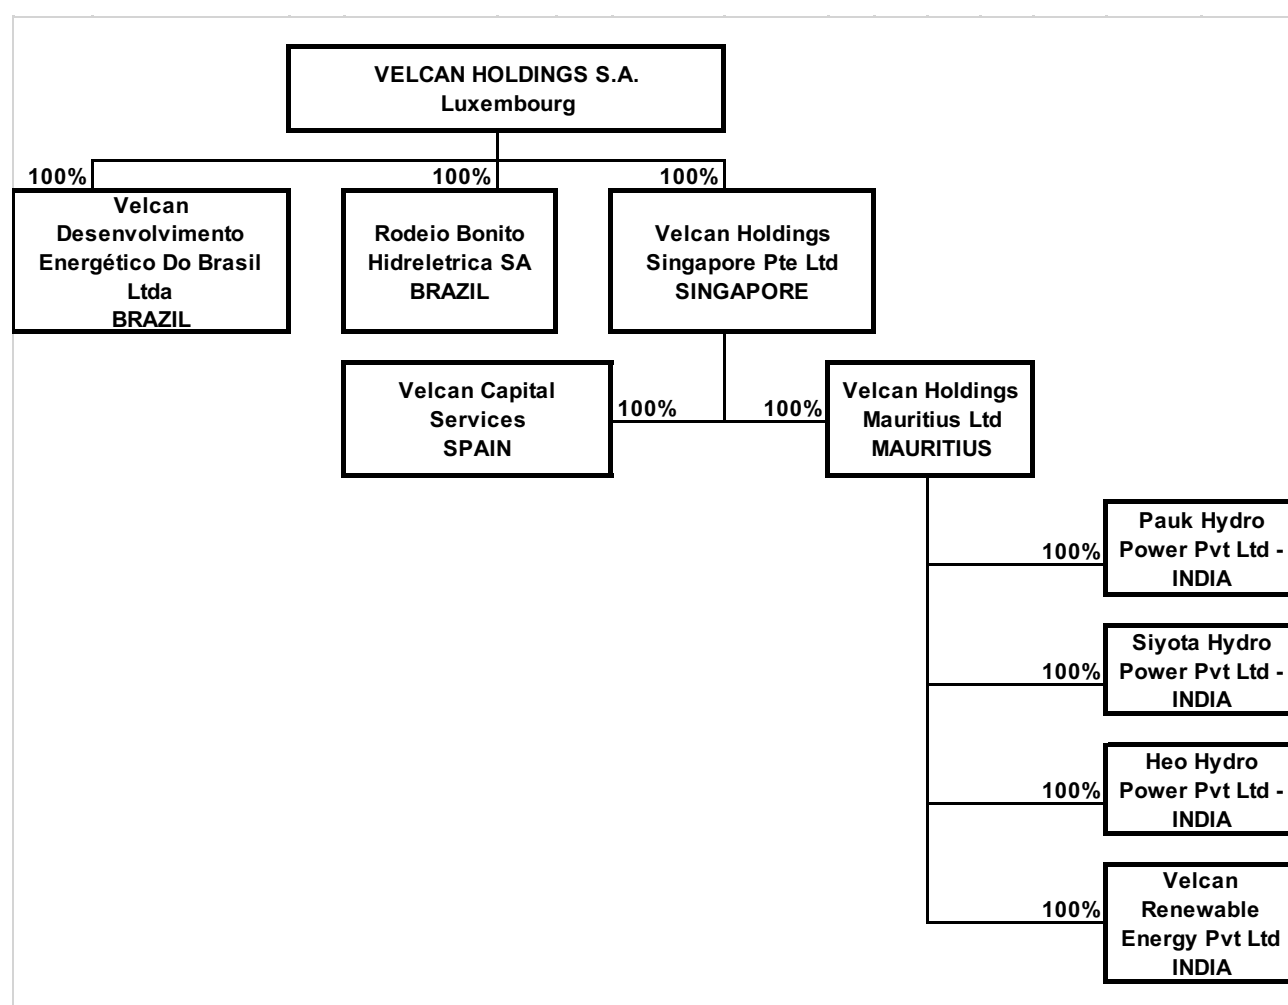 VELCAN HOLDINGS S.A.
Luxembourg
100%
100%
100%
Velcan
Desenvolvimento
Energético Do Brasil
Ltda
BRAZIL
Rodeio Bonito
Hidreletrica SA
BRAZIL
Velcan Holdings
Singapore Pte Ltd
SINGAPORE
Velcan Capital
Services
SPAIN
100%
100%
Velcan Holdings
Mauritius Ltd
MAURITIUS
100%
Pauk Hydro
Power Pvt Ltd -
INDIA
100%
Siyota Hydro
Power Pvt Ltd -
INDIA
100%
Heo Hydro
Power Pvt Ltd -
INDIA
100%
Velcan
Renewable
Energy Pvt Ltd
INDIA